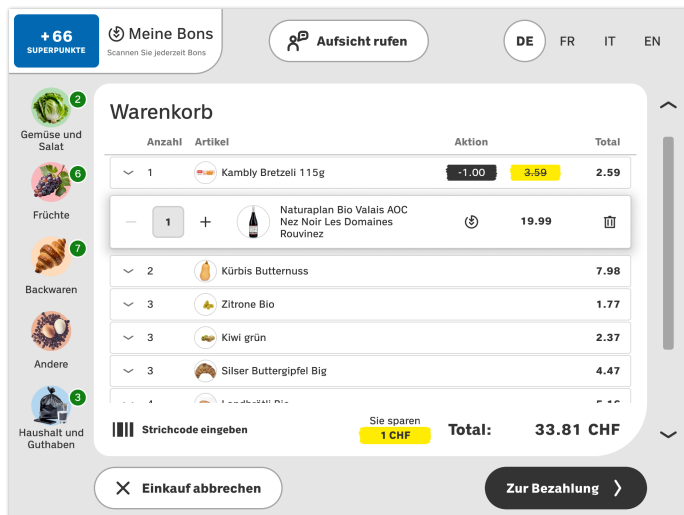 +66
SUPERPUNKTE
Meine Bons
Scannen Sie jederzeit Bons
Aufsicht rufen
DE FR IT EN
2
Gemüse und
Salat
6
Früchte
7
Backwaren
Andere
3
Haushalt und
Guthaben
Warenkorb
Anzahl Artikel Aktion Total
1 Kambly Bretzeli 115g -1.00 3.59 2.59
1 Naturaplan Bio Valais AOC
Nez Noir Les Domaines
Rouvinez
19.99
2 Kürbis Butternuss 7.98
3 Zitrone Bio 1.77
3 Kiwi grün 2.37
3 Silser Buttergipfel Big 4.47
Strichcode eingeben
Sie sparen
1 CHF
Total: 33.81 CHF
Einkauf abbrechen
Zur Bezahlung